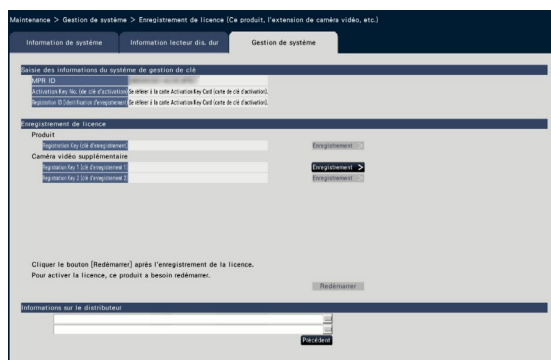 Maintenance > Gestion de système > Enregistrement de licence (Ce produit, l'extension de caméra vidéo, etc.)
Information de système
Information lecteur dis. dur
Gestion de système
Saisie des informations du système de gestion de clé
MPR ID
Activation Key No. (de clé d'activation) Se référer à la carte Activation Key Card (carte de clé d'activation).
Registration ID (identification d'enregistrement) Se référer à la carte Activation Key Card (carte de clé d'activation).
Enregistrement de licence
Produit
Registration Key (clé d'enregistrement) Enregistrement
Caméra vidéo supplémentaire
Registration Key 1 (clé d'enregistrement 1) Enregistrement >
Registration Key 2 (clé d'enregistrement 2) Enregistrement
Cliquer le bouton [Redémarrer] après l'enregistrement de la licence.
Pour activer la licence, ce produit a besoin redémarrer.
Redémarrer
Informations sur le distributeur
...
...
Précédent